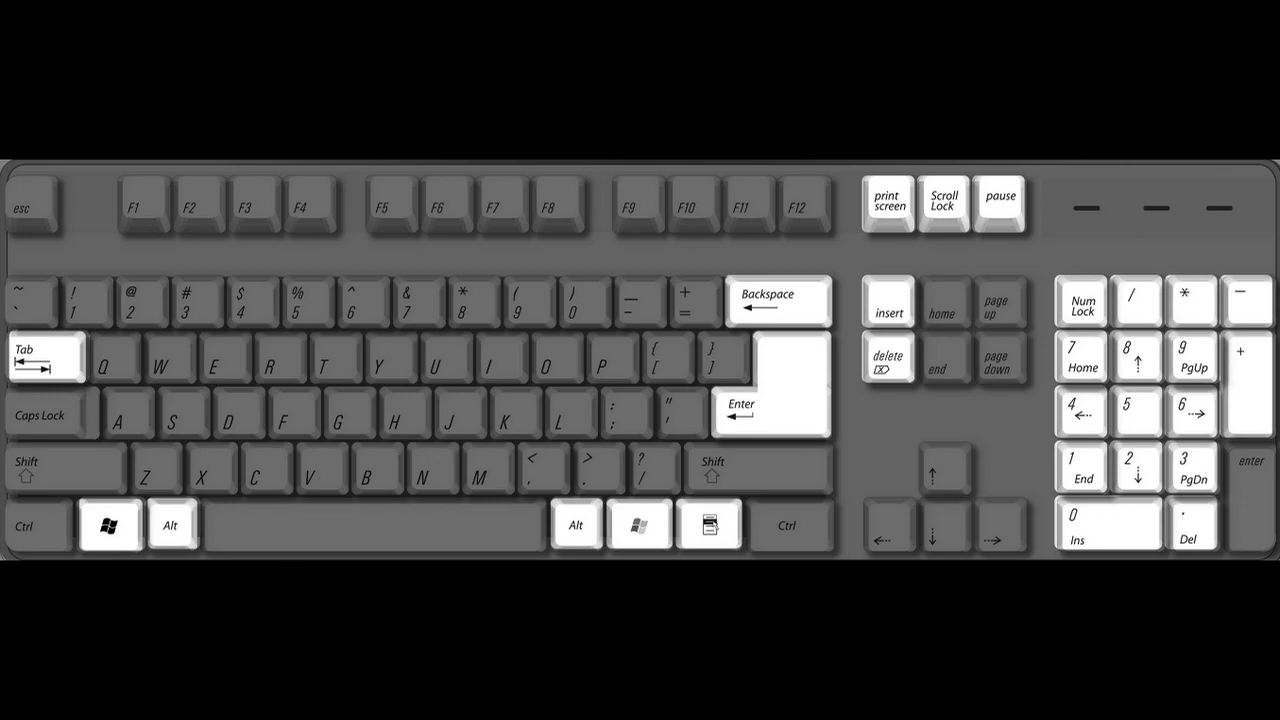 esc F1 F2 F3 F4 F5 F6 F7 F8 F9 F10 F11 F12 print screen Scroll Lock pause
~ ` ! 1 @ 2 # 3 $ 4 % 5 ^ 6 & 7 * 8 ( 9 ) 0 — - + = Backspace insert home page up Num Lock / * -
Tab Q W E R T Y U I O P { [ } ] delete end page down 7 Home 8 ↑ 9 PgUp +
Caps Lock A S D F G H J K L : : " ' Enter 4 ← 5 6 →
Shift Z X C V B N M < , > . ? / Shift ↑ 1 End 2 ↓ 3 PgDn enter
Ctrl Alt Alt Ctrl ← ↓ → 0 Ins . Del